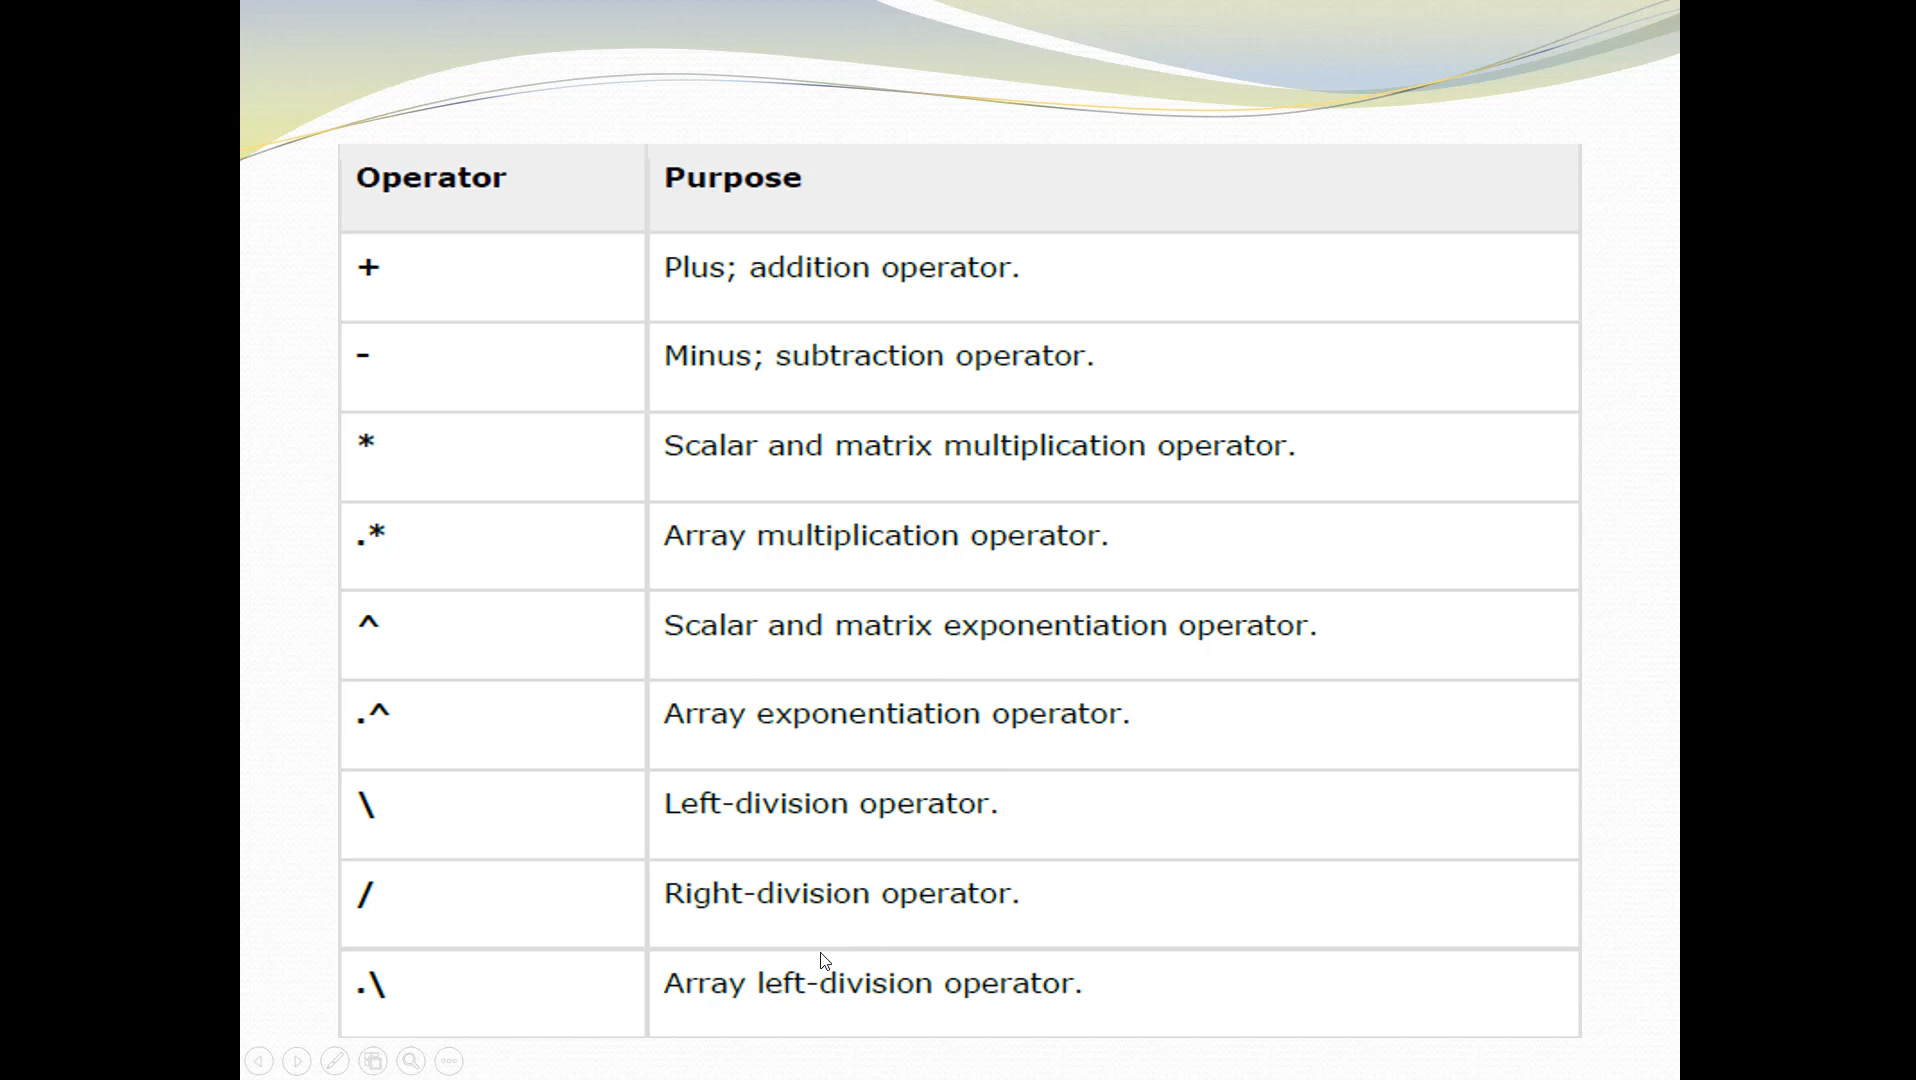 Operator Purpose
+ Plus; addition operator.
- Minus; subtraction operator.
* Scalar and matrix multiplication operator.
.* Array multiplication operator.
^ Scalar and matrix exponentiation operator.
.^ Array exponentiation operator.
\ Left-division operator.
/ Right-division operator.
.\ Array left-division operator.